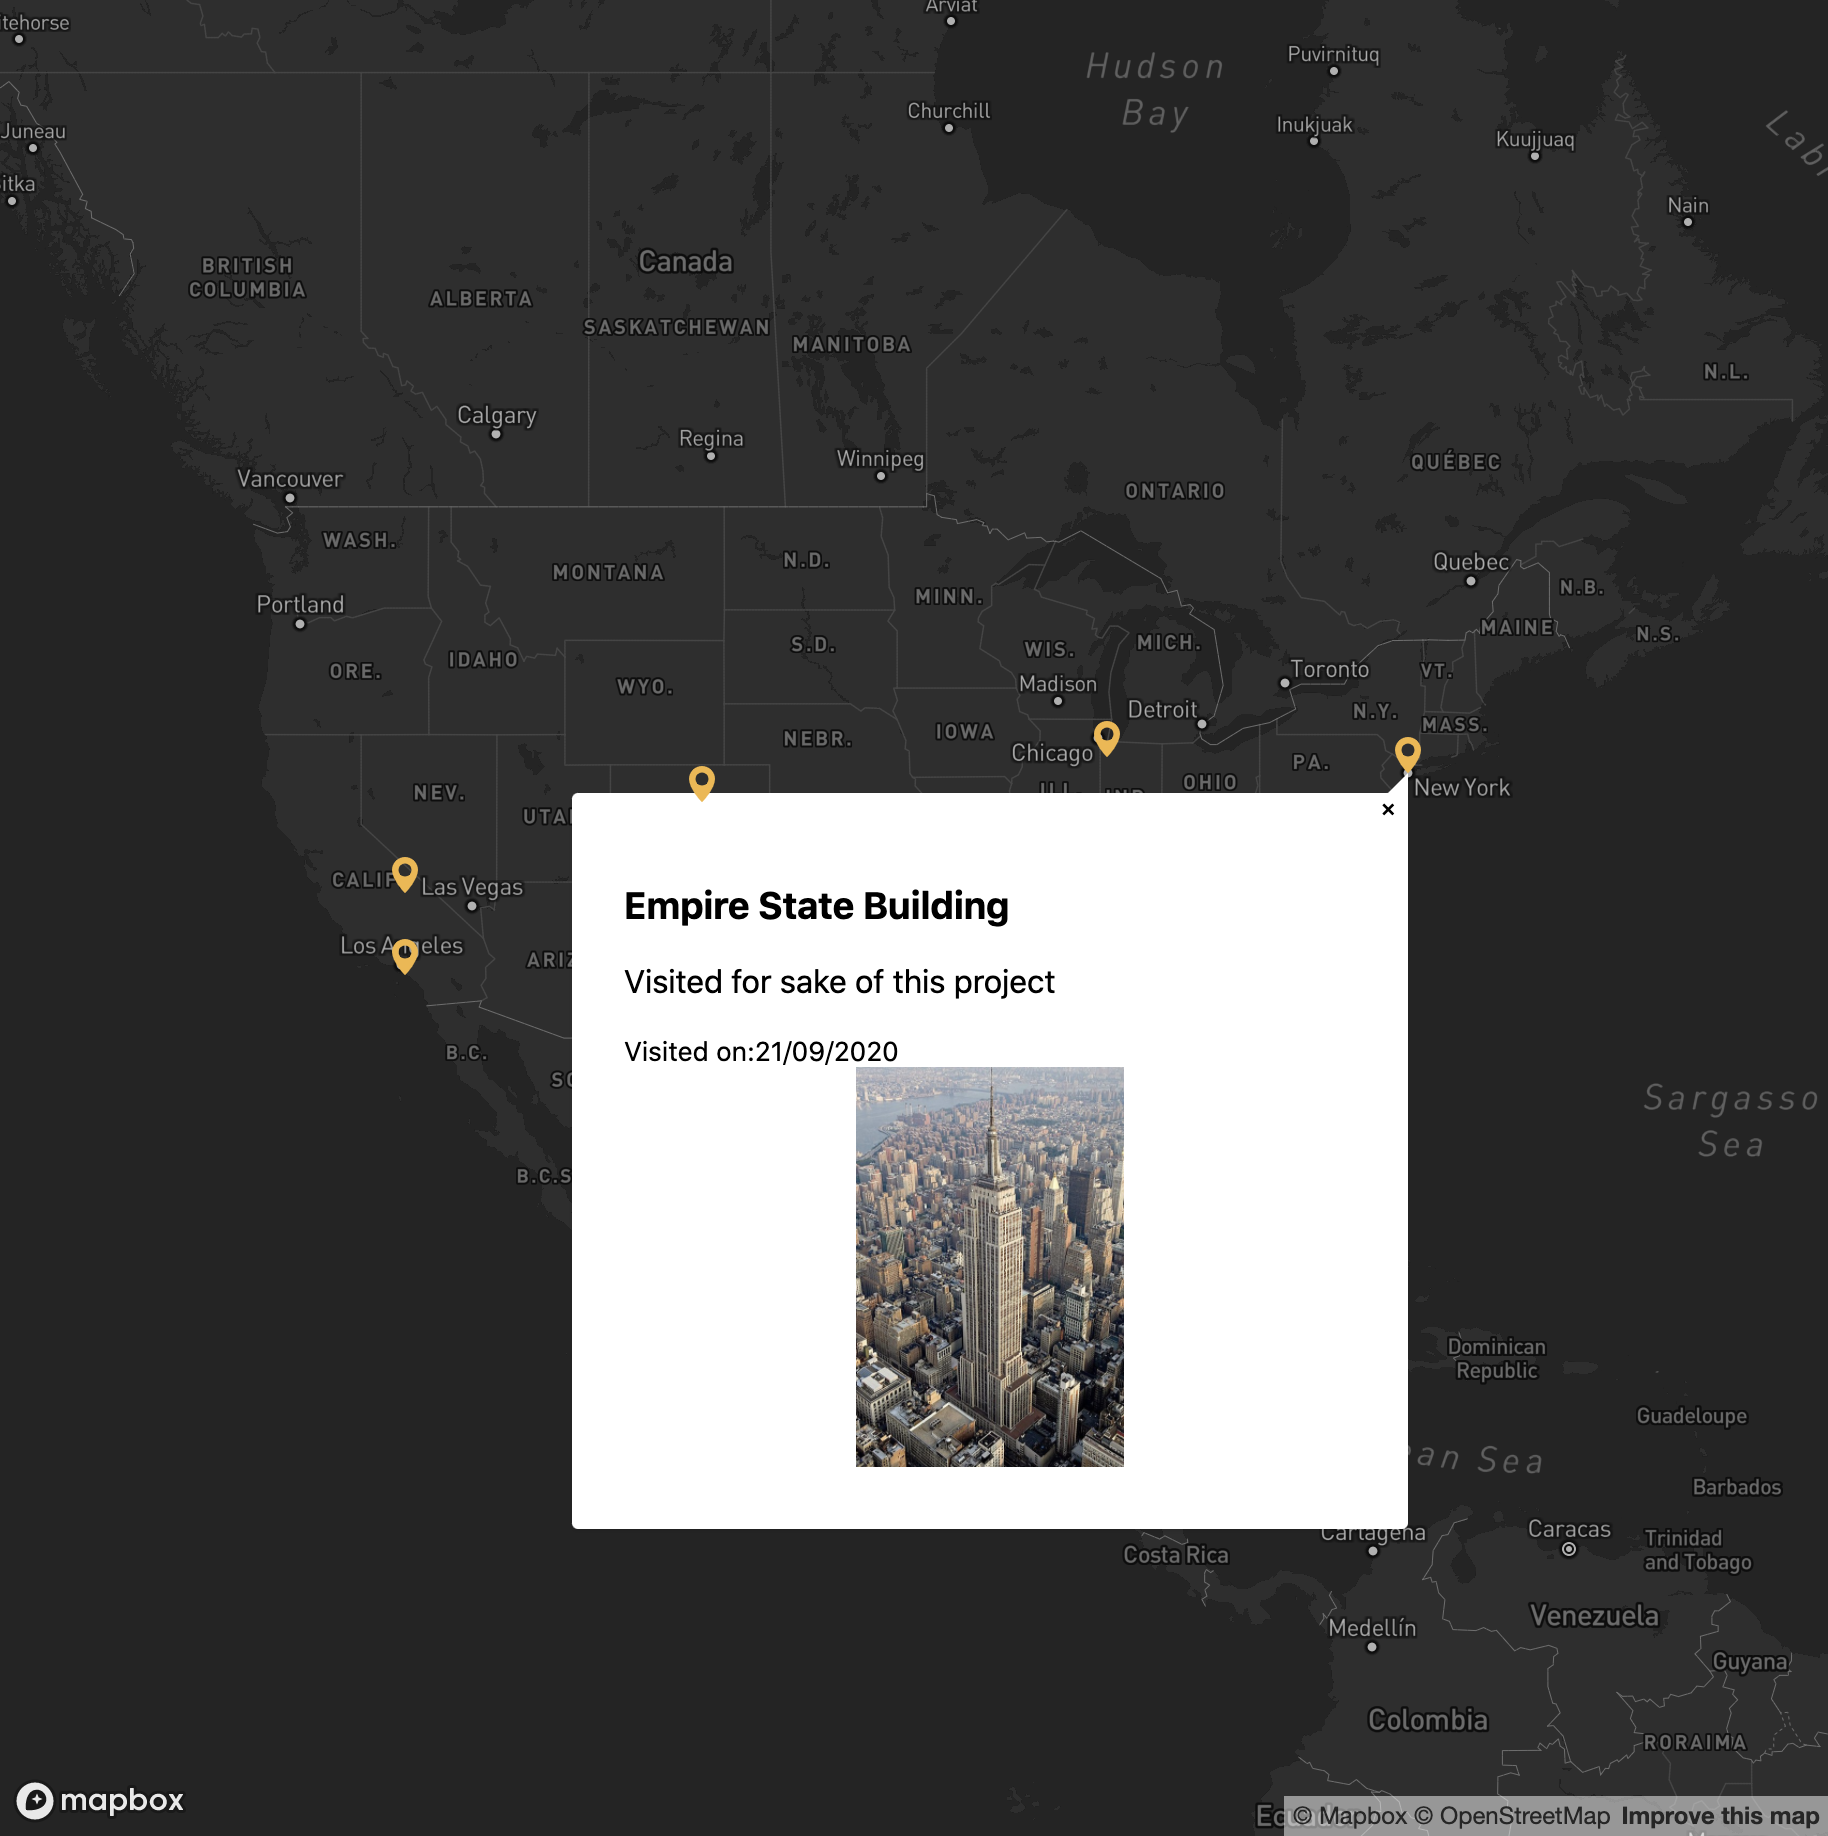 Arviat
itehorse
Hudson
Bay
Puvirnituq
Churchill
Inukjuak
Kuujjuaq
Juneau
itka
Nain
BRITISH
COLUMBIA
Canada
ALBERTA
SASKATCHEWAN
MANITOBA
N.L.
Calgary
Regina
Winnipeg
QUÉBEC
Vancouver
ONTARIO
WASH.
MONTANA
N.D.
Quebec
N.B.
MINN.
Portland
MAINE
N.S.
ORE.
IDAHO
S.D.
WIS.
MICH.
Toronto
VT.
WYO.
Madison
Detroit
N.Y.
MASS.
NEBR.
IOWA
Chicago
PA.
OHIO
ILL.
IND.
New York
NEV.
UTA
CALIF
Las Vegas
Los Angeles
ARIZ
×
Empire State Building
Visited for sake of this project
Visited on:21/09/2020
B.C.
SO
B.C.S
Sargasso
Sea
Dominican
Republic
Guadeloupe
ean Sea
Barbados
Cartagena
Caracas
Trinidad
and Tobago
Costa Rica
Venezuela
Medellín
Guyana
Colombia
RORAIMA
mapbox
© Mapbox © OpenStreetMap Improve this map